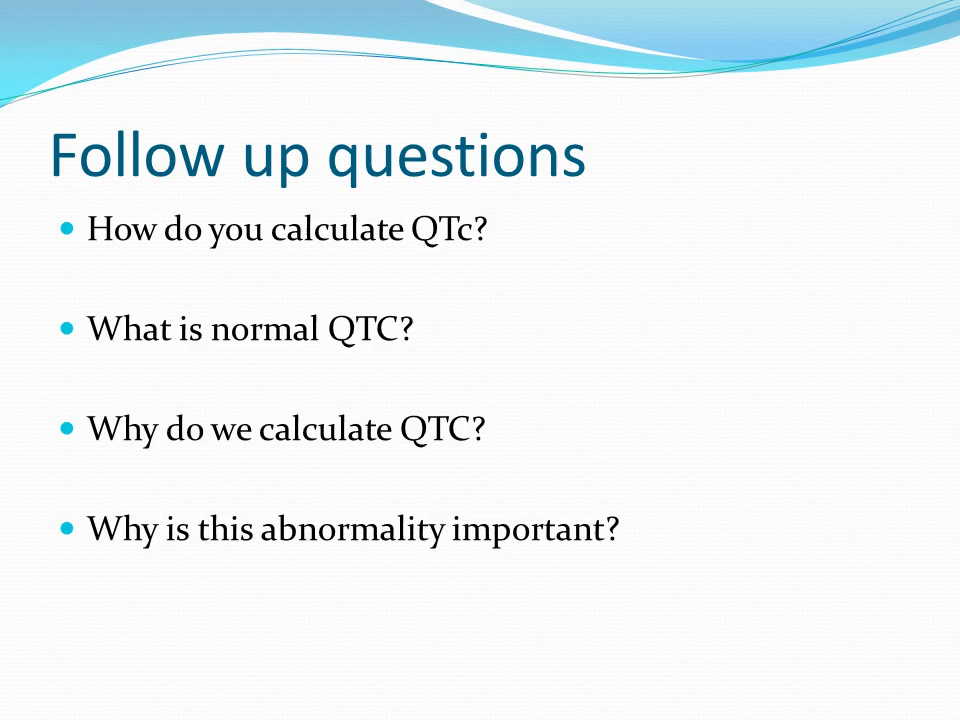 Follow up questions
• How do you calculate QTc?
• What is normal QTC?
• Why do we calculate QTC?
• Why is this abnormality important?